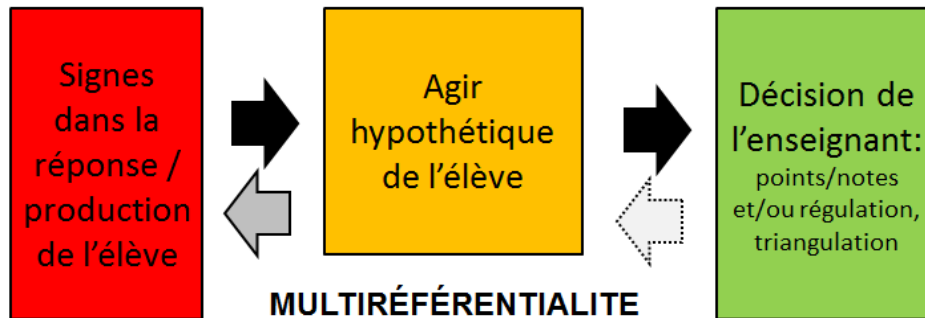 Signes
dans la
réponse /
production
de l’élève
Agir
hypothétique
de l’élève
Décision de
l’enseignant:
points/notes
et/ou régulation,
triangulation
MULTIRÉFÉRENTIALITE